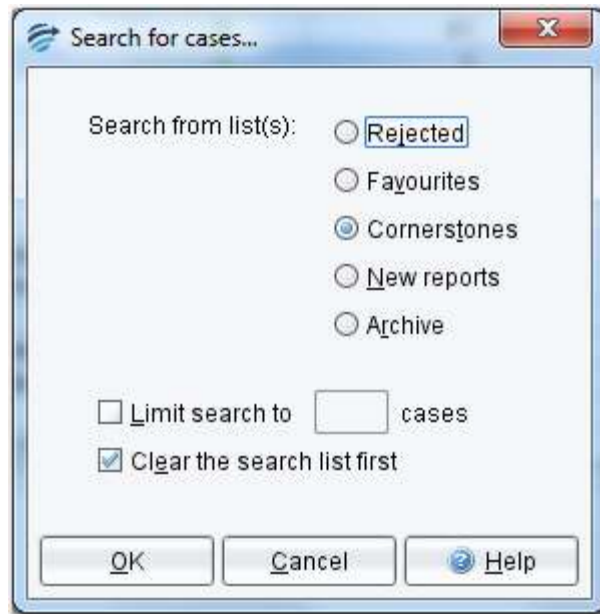 Search for cases...
Search from list(s):
Rejected
Favourites
Cornerstones
New reports
Archive
Limit search to cases
Clear the search list first
OK Cancel Help